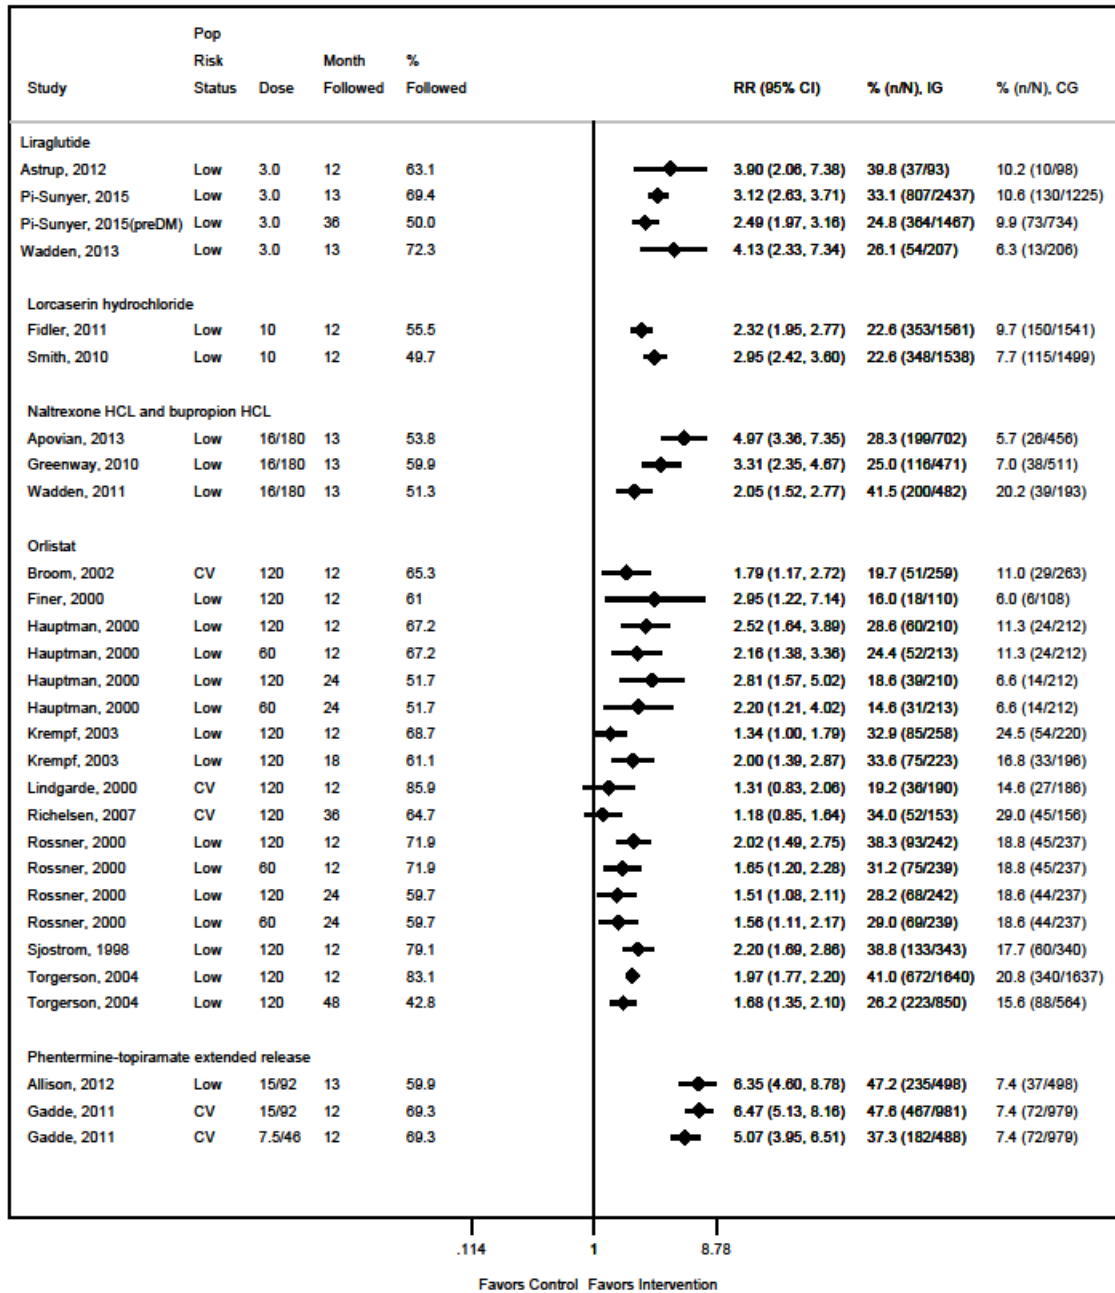 Pop
Risk Month %
Study Status Dose Followed Followed RR (95% CI) % (n/N), IG % (n/N), CG
Liraglutide
Astrup, 2012 Low 3.0 12 63.1 3.90 (2.06, 7.38) 39.8 (37/93) 10.2 (10/98)
Pi-Sunyer, 2015 Low 3.0 13 69.4 3.12 (2.63, 3.71) 33.1 (807/2437) 10.6 (130/1225)
Pi-Sunyer, 2015(preDM) Low 3.0 36 50.0 2.49 (1.97, 3.16) 24.8 (364/1467) 9.9 (73/734)
Wadden, 2013 Low 3.0 13 72.3 4.13 (2.33, 7.34) 26.1 (54/207) 6.3 (13/206)
Lorcaserin hydrochloride
Fidler, 2011 Low 10 12 55.5 2.32 (1.95, 2.77) 22.6 (353/1561) 9.7 (150/1541)
Smith, 2010 Low 10 12 49.7 2.95 (2.42, 3.60) 22.6 (348/1538) 7.7 (115/1499)
Naltrexone HCL and bupropion HCL
Apovian, 2013 Low 16/180 13 53.8 4.97 (3.36, 7.35) 28.3 (199/702) 5.7 (26/456)
Greenway, 2010 Low 16/180 13 59.9 3.31 (2.35, 4.67) 25.0 (116/471) 7.0 (38/511)
Wadden, 2011 Low 16/180 13 51.3 2.05 (1.52, 2.77) 41.5 (200/482) 20.2 (39/193)
Orlistat
Broom, 2002 CV 120 12 65.3 1.79 (1.17, 2.72) 19.7 (51/259) 11.0 (29/263)
Finer, 2000 Low 120 12 61 2.95 (1.22, 7.14) 16.0 (18/110) 6.0 (6/108)
Hauptman, 2000 Low 120 12 67.2 2.52 (1.64, 3.89) 28.6 (60/210) 11.3 (24/212)
Hauptman, 2000 Low 60 12 67.2 2.16 (1.38, 3.36) 24.4 (52/213) 11.3 (24/212)
Hauptman, 2000 Low 120 24 51.7 2.81 (1.57, 5.02) 18.6 (39/210) 6.6 (14/212)
Hauptman, 2000 Low 60 24 51.7 2.20 (1.21, 4.02) 14.6 (31/213) 6.6 (14/212)
Krempf, 2003 Low 120 12 68.7 1.34 (1.00, 1.79) 32.9 (85/258) 24.5 (54/220)
Krempf, 2003 Low 120 18 61.1 2.00 (1.39, 2.87) 33.6 (75/223) 16.8 (33/196)
Lindgarde, 2000 CV 120 12 85.9 1.31 (0.83, 2.06) 19.2 (36/190) 14.6 (27/186)
Richelsen, 2007 CV 120 36 64.7 1.18 (0.85, 1.64) 34.0 (52/153) 29.0 (45/156)
Rossner, 2000 Low 120 12 71.9 2.02 (1.49, 2.75) 38.3 (93/242) 18.8 (45/237)
Rossner, 2000 Low 60 12 71.9 1.65 (1.20, 2.28) 31.2 (75/239) 18.8 (45/237)
Rossner, 2000 Low 120 24 59.7 1.51 (1.08, 2.11) 28.2 (68/242) 18.6 (44/237)
Rossner, 2000 Low 60 24 59.7 1.56 (1.11, 2.17) 29.0 (69/239) 18.6 (44/237)
Sjostrom, 1998 Low 120 12 79.1 2.20 (1.69, 2.86) 38.8 (133/343) 17.7 (60/340)
Torgerson, 2004 Low 120 12 83.1 1.97 (1.77, 2.20) 41.0 (672/1640) 20.8 (340/1637)
Torgerson, 2004 Low 120 48 42.8 1.68 (1.35, 2.10) 26.2 (223/850) 15.6 (88/564)
Phentermine-topiramate extended release
Allison, 2012 Low 15/92 13 59.9 6.35 (4.60, 8.78) 47.2 (235/498) 7.4 (37/498)
Gadde, 2011 CV 15/92 12 69.3 6.47 (5.13, 8.16) 47.6 (467/981) 7.4 (72/979)
Gadde, 2011 CV 7.5/46 12 69.3 5.07 (3.95, 6.51) 37.3 (182/488) 7.4 (72/979)
.114 1 8.78
Favors Control Favors Intervention